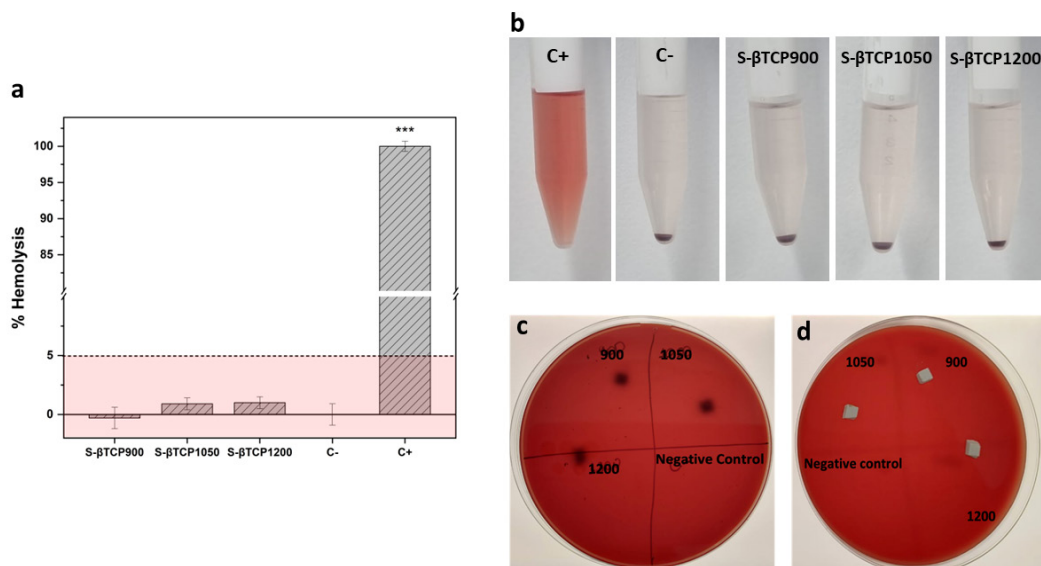 a
% Hemolysis
100
95
90
85
5
0
***
S-βTCP900
S-βTCP1050
S-βTCP1200
C-
C+
b
C+
C-
S-βTCP900
S-βTCP1050
S-βTCP1200
c
900
1050
1200
Negative Control
d
1050
900
Negative control
1200